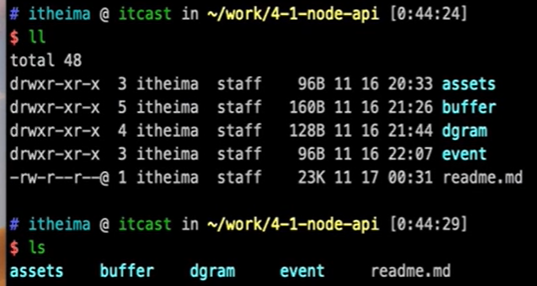 # itheima @ itcast in ~/work/4-1-node-api [0:44:24]
$ ll
total 48
drwxr-xr-x  3 itheima  staff    96B 11 16 20:33 assets
drwxr-xr-x  5 itheima  staff   160B 11 16 21:26 buffer
drwxr-xr-x  4 itheima  staff   128B 11 16 21:44 dgram
drwxr-xr-x  3 itheima  staff    96B 11 16 22:07 event
-rw-r--r--@ 1 itheima  staff    23K 11 17 00:31 readme.md
# itheima @ itcast in ~/work/4-1-node-api [0:44:29]
$ ls
assets    buffer    dgram     event     readme.md